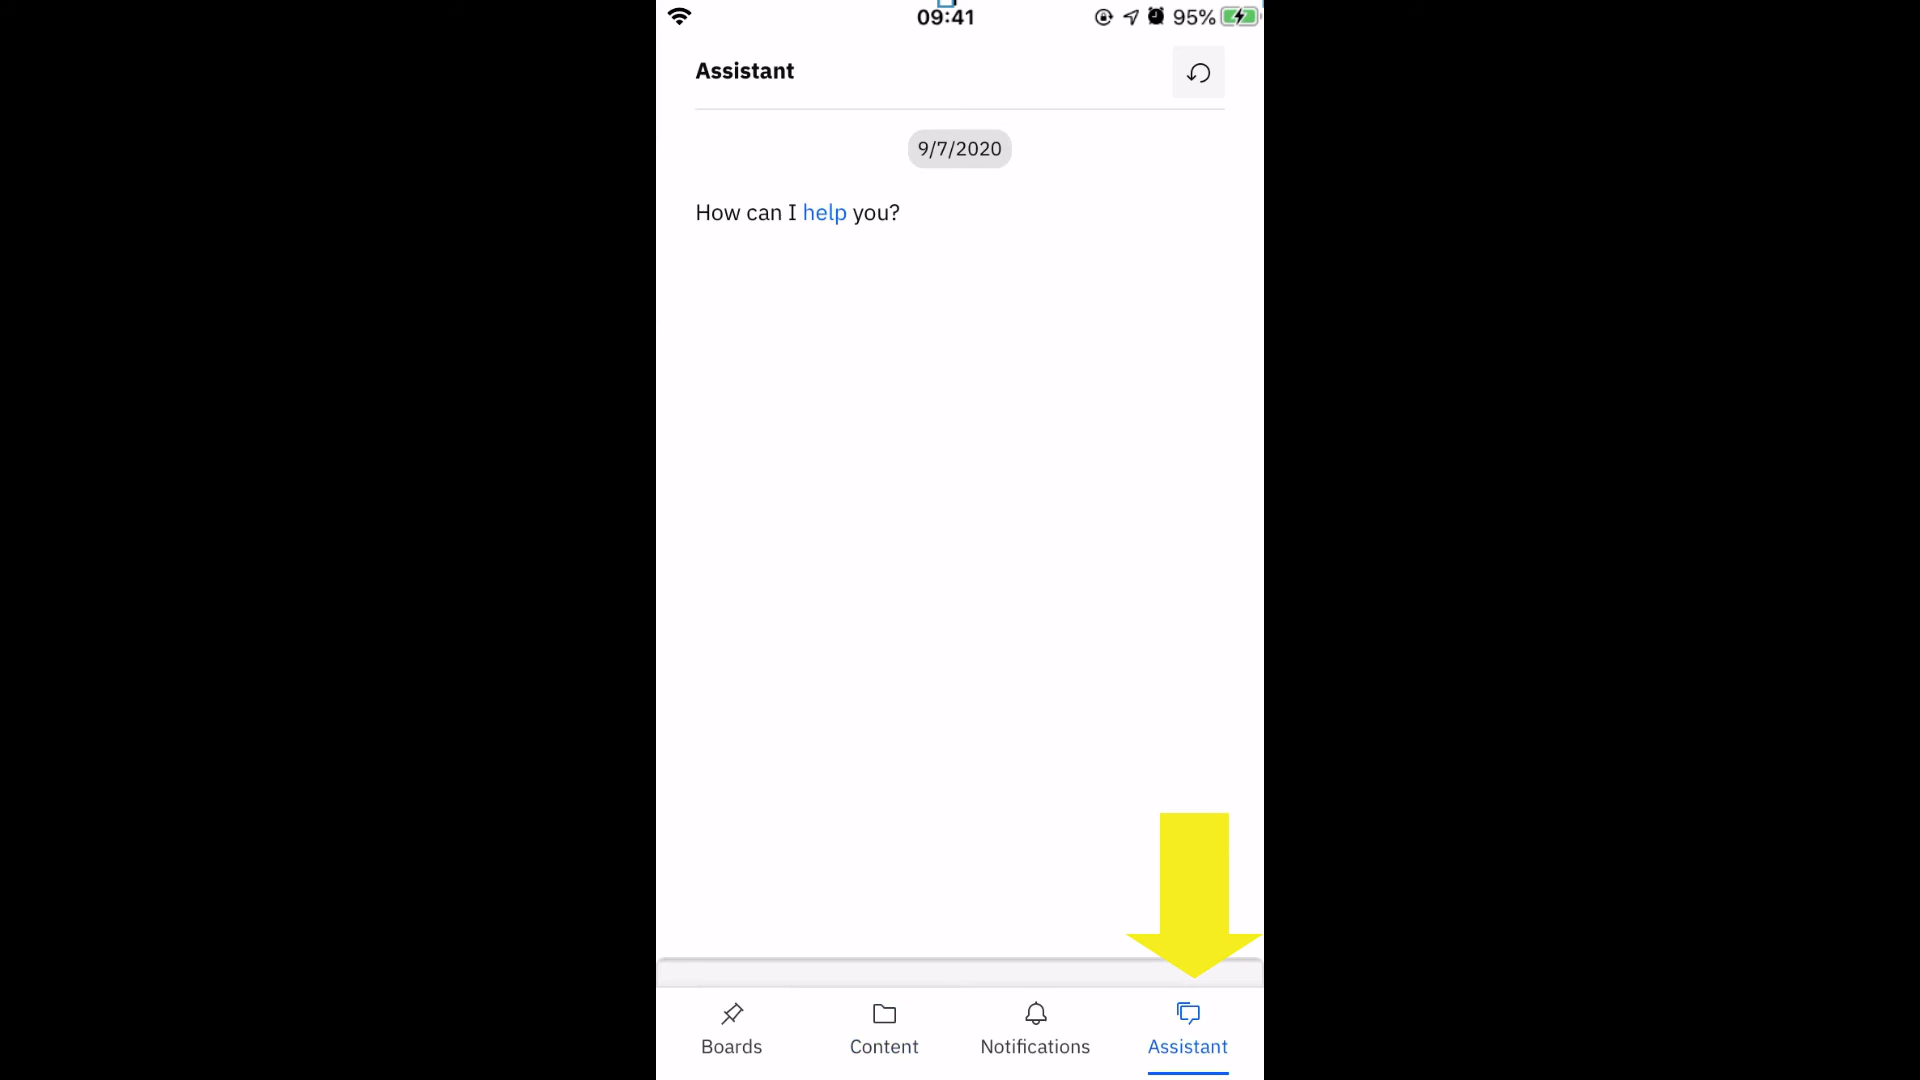 09:41
95%
Assistant
9/7/2020
How can I help you?
Boards
Content
Notifications
Assistant